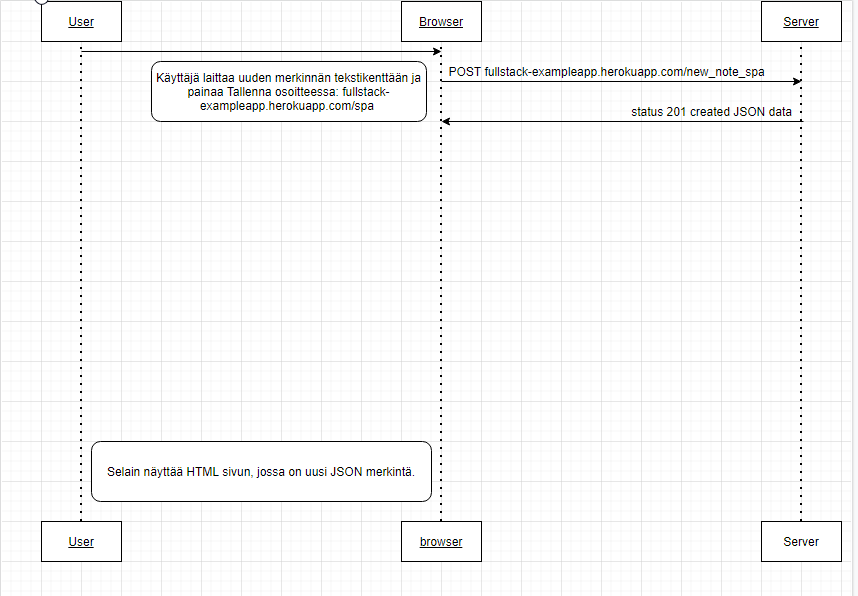 User
Browser
Server
POST fullstack-exampleapp.herokuapp.com/new_note_spa
Käyttäjä laittaa uuden merkinnän tekstikenttään ja
painaa Tallenna osoitteessa: fullstack-
exampleapp.herokuapp.com/spa
status 201 created JSON data
Selain näyttää HTML sivun, jossa on uusi JSON merkintä.
User
browser
Server